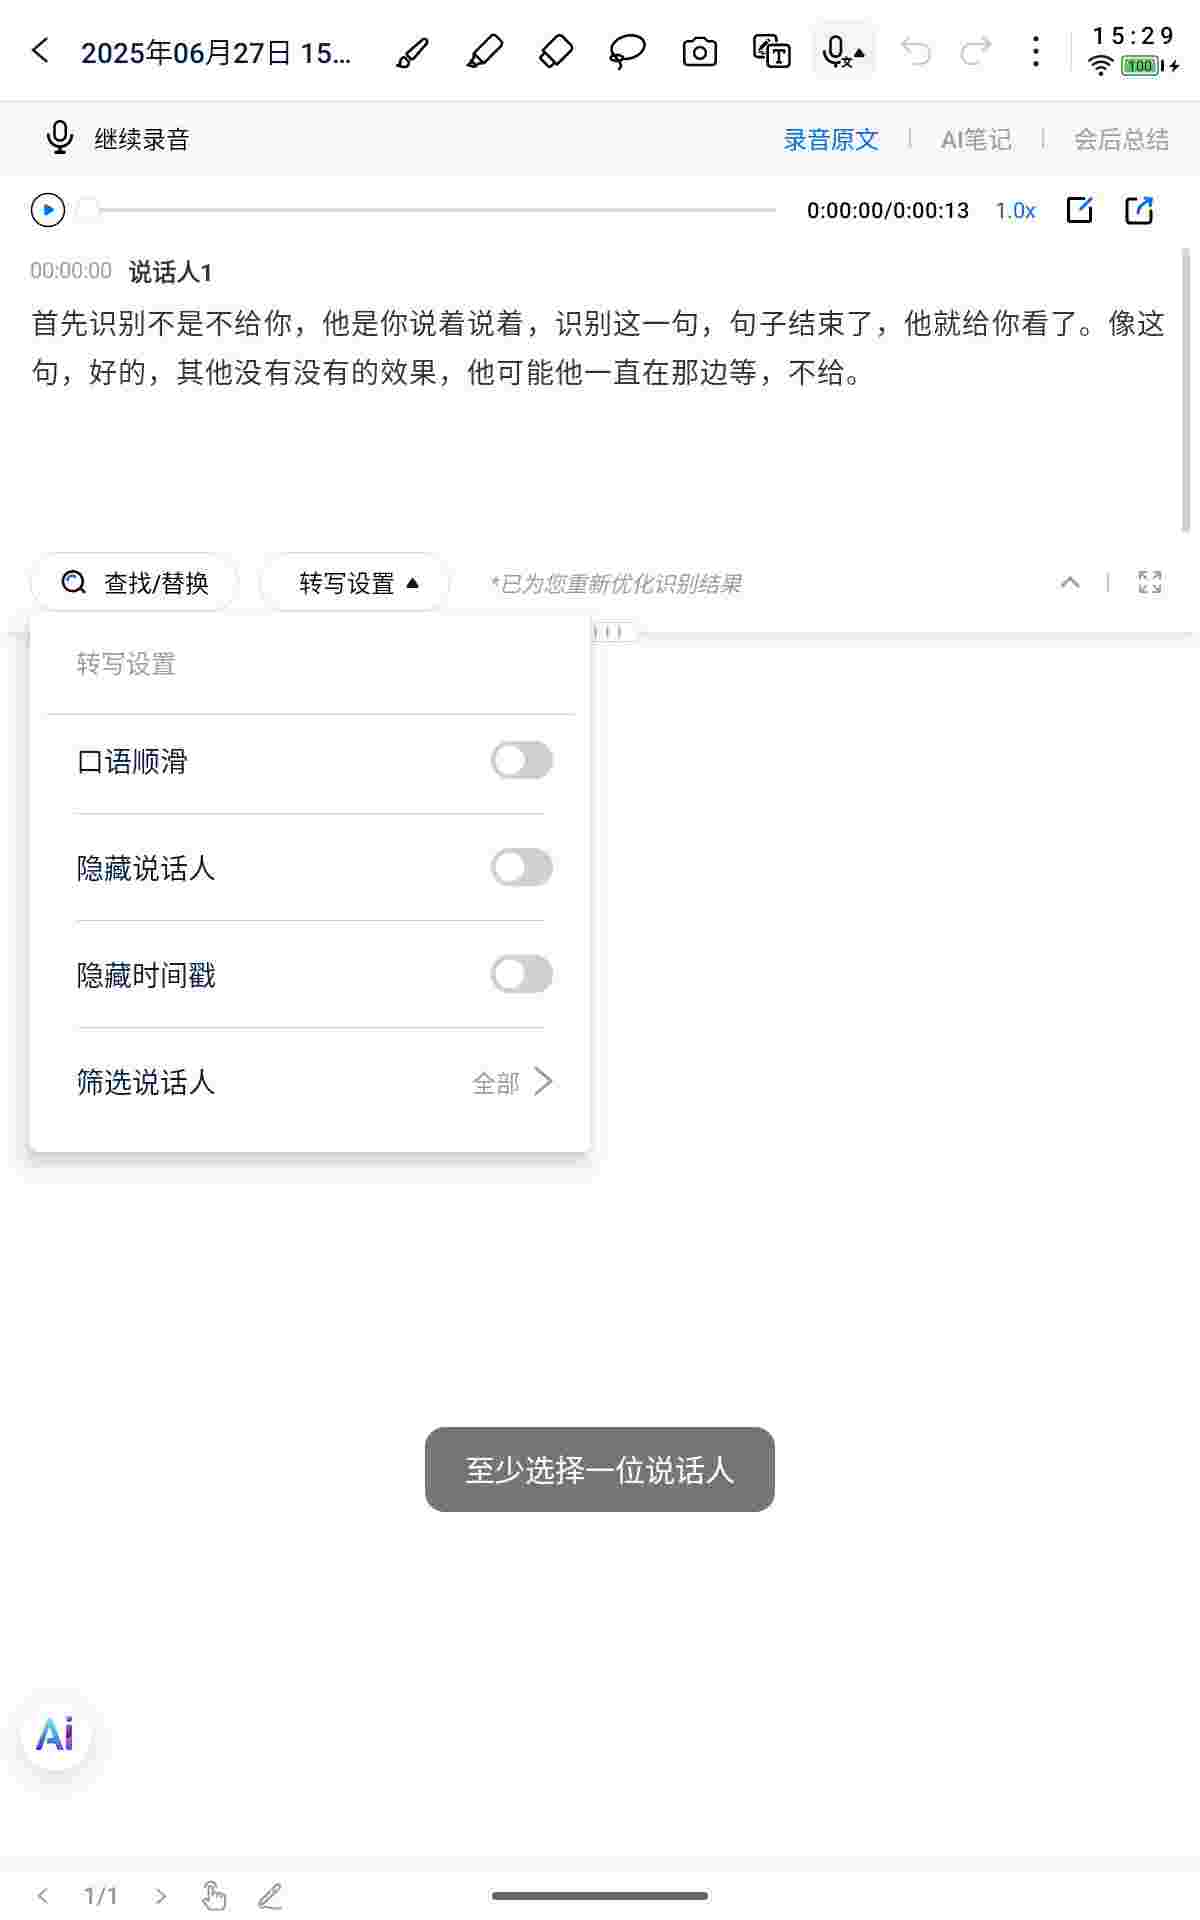 2025年06月27日 15...
15:29
100
继续录音
录音原文
AI笔记
会后总结
0:00:00/0:00:13
1.0x
00:00:00 说话人1
首先识别不是不给你，他是你说着说着，识别这一句，句子结束了，他就给你看了。像这
句，好的，其他没有没有的效果，他可能他一直在那边等，不给。
查找/替换
转写设置
*已为您重新优化识别结果
转写设置
口语顺滑
隐藏说话人
隐藏时间戳
筛选说话人
全部
至少选择一位说话人
Ai
1/1